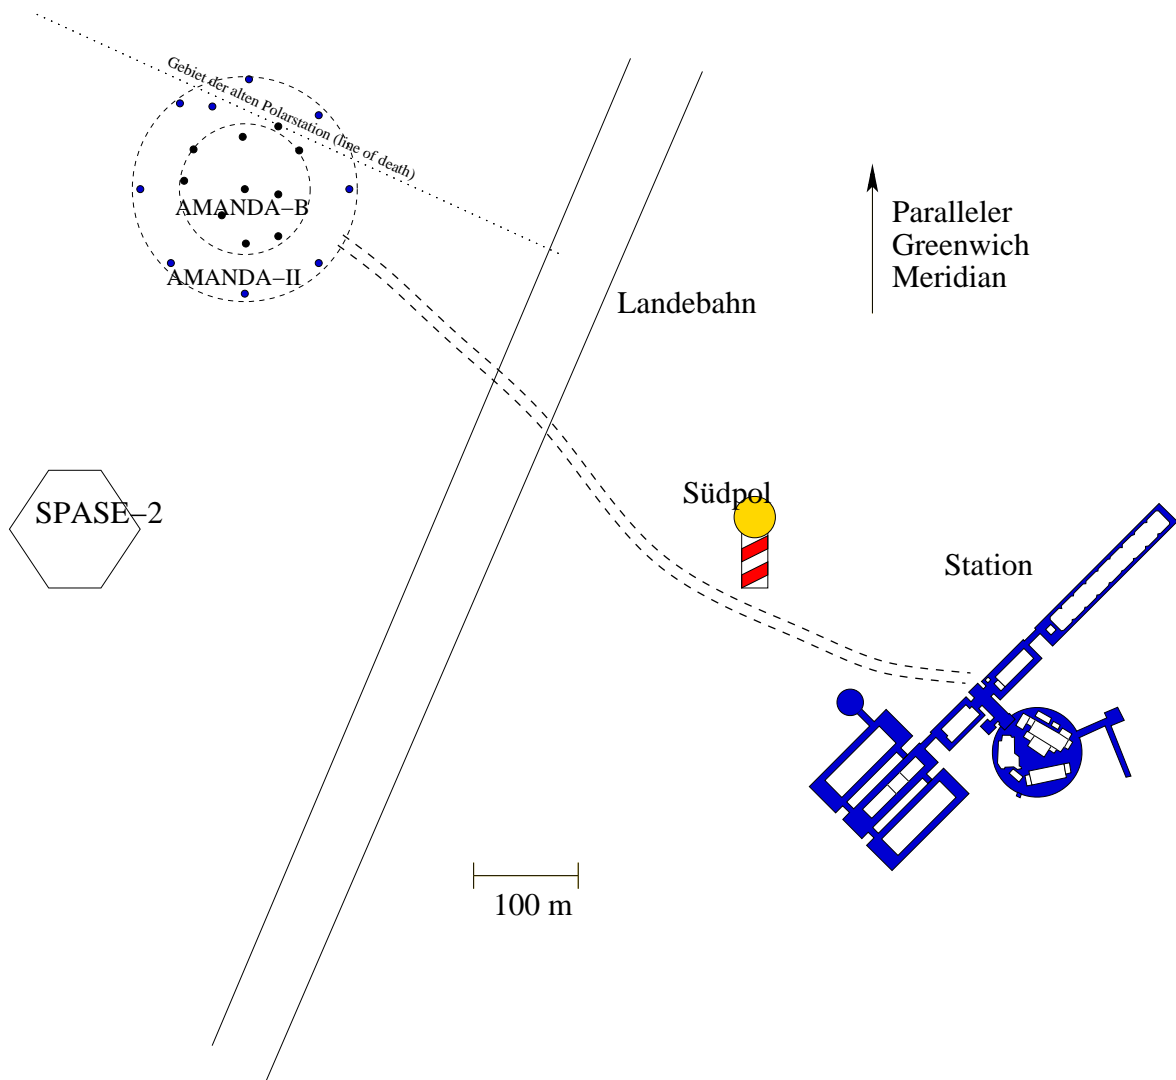 Gebiet der alten Polarstation (line of death)
AMANDA−B
AMANDA−II
Paralleler
Greenwich
Meridian
Landebahn
Südpol
SPASE−2
Station
100 m